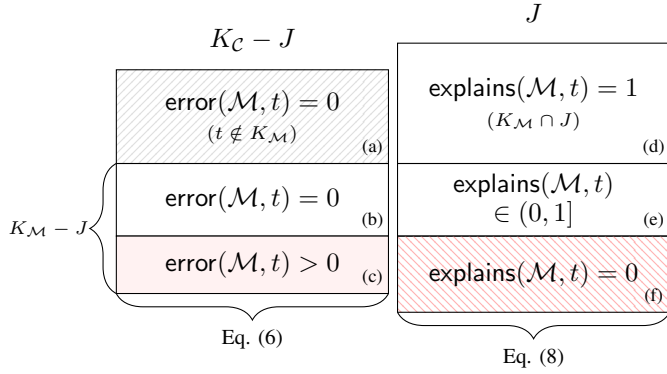 K_C − J
J
error(M, t) = 0
(t ∉ K_M)
(a)
explains(M, t) = 1
(K_M ∩ J)
(d)
K_M − J
error(M, t) = 0
(b)
explains(M, t)
∈ (0, 1]
(e)
error(M, t) > 0
(c)
explains(M, t) = 0
(f)
Eq. (6)
Eq. (8)